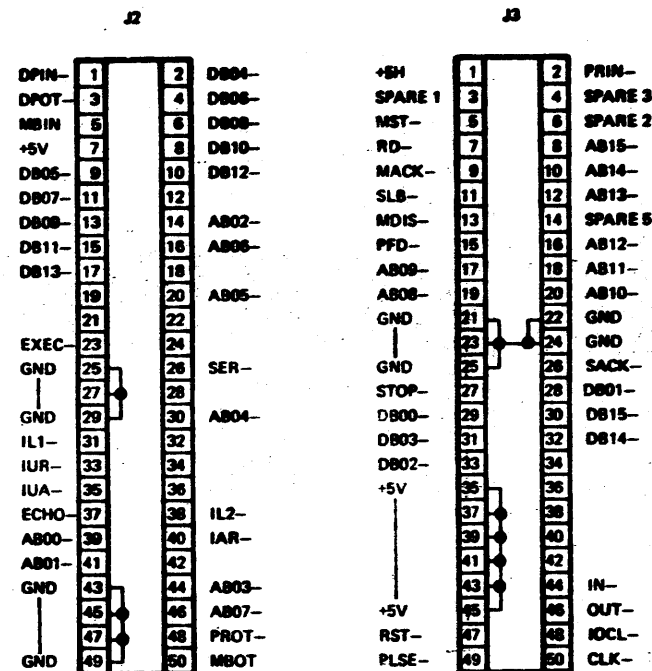 J2
DPIN– 1 2 DB04–
DPOT– 3 4 DB06–
MBIN 5 6 DB08–
+5V 7 8 DB10–
DB05– 9 10 DB12–
DB07– 11 12
DB09– 13 14 AB02–
DB11– 15 16 AB06–
DB13– 17 18
19 20 AB05–
21 22
EXEC– 23 24
GND 25 26 SER–
27 28
GND 29 30 AB04–
IL1– 31 32
IUR– 33 34
IUA– 35 36
ECHO– 37 38 IL2–
AB00– 39 40 IAR–
AB01– 41 42
GND 43 44 AB03–
45 46 AB07–
47 48 PROT–
GND 49 50 MBOT
J3
+5H 1 2 PRIN–
SPARE 1 3 4 SPARE 3
MST– 5 6 SPARE 2
RD– 7 8 AB15–
MACK– 9 10 AB14–
SLB– 11 12 AB13–
MDIS– 13 14 SPARE 5
PFD– 15 16 AB12–
AB09– 17 18 AB11–
AB08– 19 20 AB10–
GND 21 22 GND
23 24 GND
GND 25 26 SACK–
STOP– 27 28 DB01–
DB00– 29 30 DB15–
DB03– 31 32 DB14–
DB02– 33 34
+5V 35 36
37 38
39 40
41 42
43 44 IN–
+5V 45 46 OUT–
RST– 47 48 IOCL–
PLSE– 49 50 CLK–